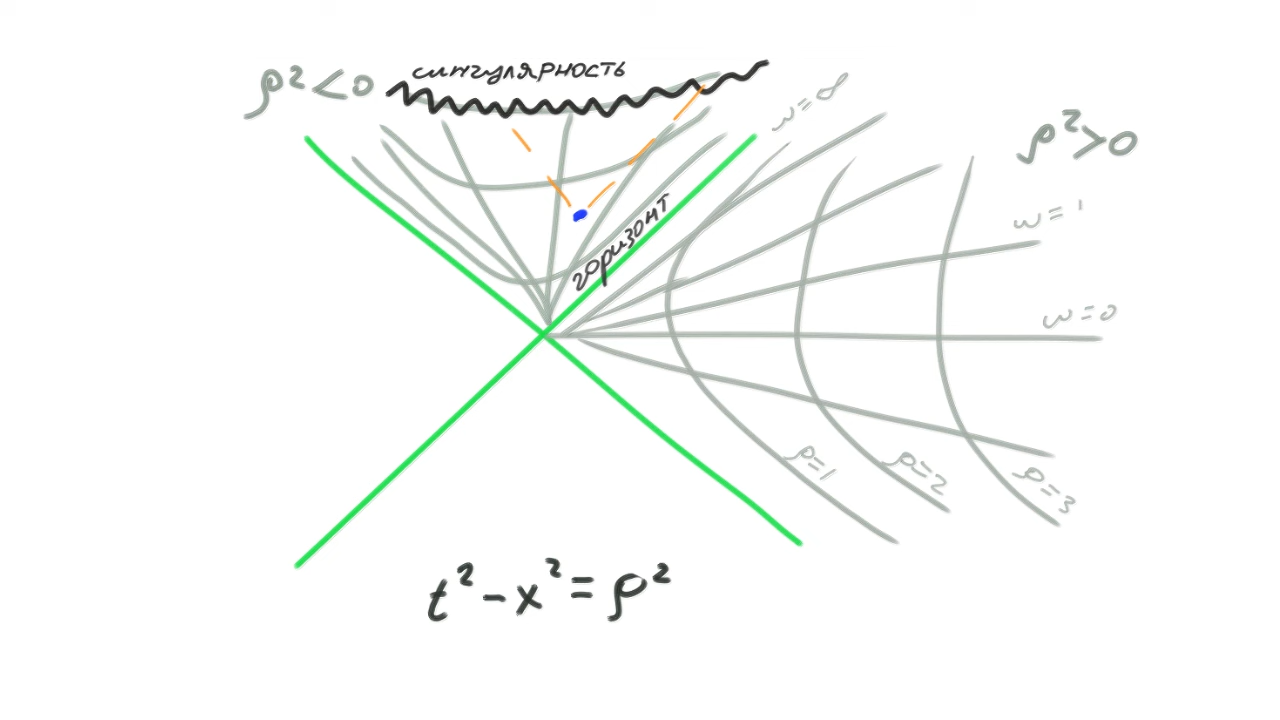 сингулярность
ρ²<0
ω=∞
ρ²>0
ω=1
горизонт
ω=0
ρ=1
ρ=2
ρ=3
t²-x²=ρ²